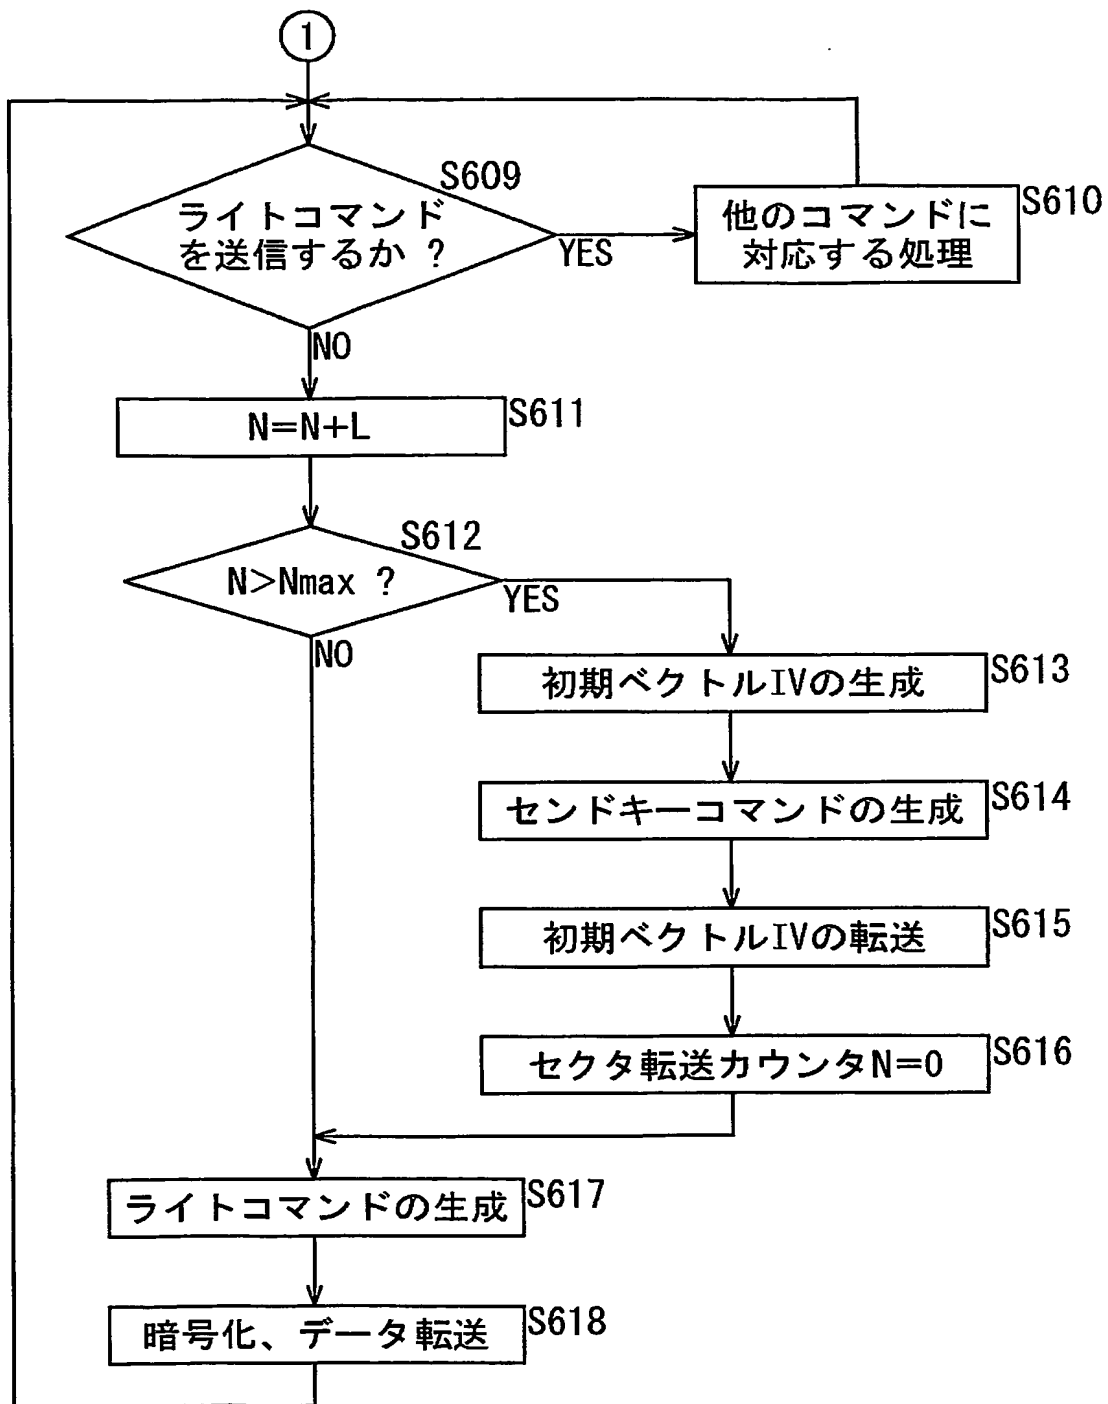 1
S609
ライトコマンド
を送信するか ?
YES
他のコマンドに
対応する処理
S610
NO
N=N+L
S611
S612
N>Nmax ?
YES
NO
初期ベクトルIVの生成
S613
センドキーコマンドの生成
S614
初期ベクトルIVの転送
S615
セクタ転送カウンタN=0
S616
ライトコマンドの生成
S617
暗号化、データ転送
S618